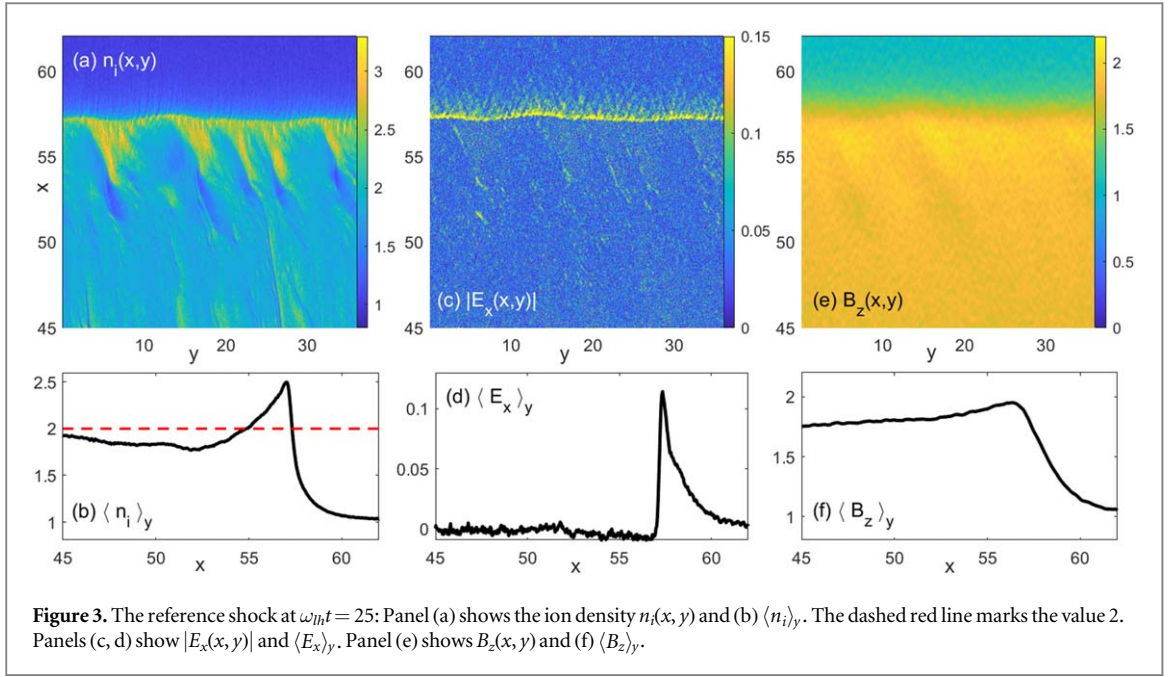 (a) n_i(x,y)
60
55
50
45
x
10 20 30
y
3
2.5
2
1.5
1
(c) |E_x(x,y)|
60
55
50
45
10 20 30
y
0.15
0.1
0.05
0
(e) B_z(x,y)
60
55
50
45
10 20 30
y
2
1.5
1
0.5
0
(b) ⟨ n_i ⟩_y
2.5
2
1.5
1
45 50 55 60
x
(d) ⟨ E_x ⟩_y
0.1
0.05
0
45 50 55 60
x
(f) ⟨ B_z ⟩_y
2
1.5
1
45 50 55 60
x
Figure 3. The reference shock at ω_{lh}t = 25: Panel (a) shows the ion density n_i(x, y) and (b) ⟨n_i⟩_y. The dashed red line marks the value 2.
Panels (c, d) show |E_x(x, y)| and ⟨E_x⟩_y. Panel (e) shows B_z(x, y) and (f) ⟨B_z⟩_y.